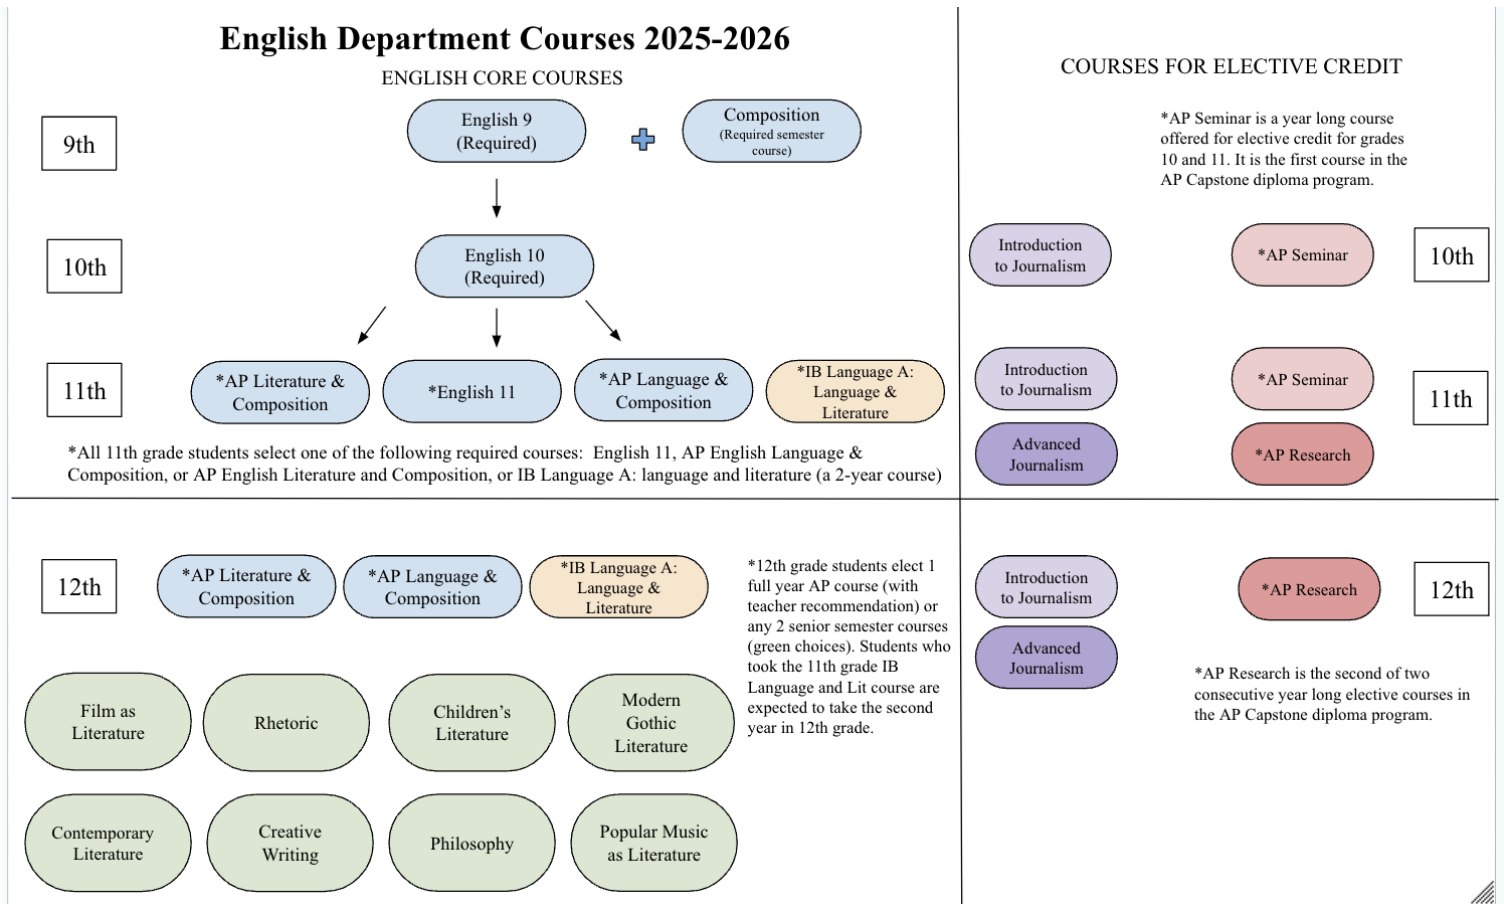 English Department Courses 2025-2026
ENGLISH CORE COURSES
9th
English 9
(Required)
Composition
(Required semester
course)
10th
English 10
(Required)
11th
*AP Literature &
Composition
*English 11
*AP Language &
Composition
*IB Language A:
Language &
Literature
*All 11th grade students select one of the following required courses:  English 11, AP English Language &
Composition, or AP English Literature and Composition, or IB Language A: language and literature (a 2-year course)
COURSES FOR ELECTIVE CREDIT
*AP Seminar is a year long course
offered for elective credit for grades
10 and 11. It is the first course in the
AP Capstone diploma program.
Introduction
to Journalism
*AP Seminar
10th
Introduction
to Journalism
*AP Seminar
11th
Advanced
Journalism
*AP Research
12th
*AP Literature &
Composition
*AP Language &
Composition
*IB Language A:
Language &
Literature
*12th grade students elect 1
full year AP course (with
teacher recommendation) or
any 2 senior semester courses
(green choices). Students who
took the 11th grade IB
Language and Lit course are
expected to take the second
year in 12th grade.
Film as
Literature
Rhetoric
Children’s
Literature
Modern
Gothic
Literature
Contemporary
Literature
Creative
Writing
Philosophy
Popular Music
as Literature
Introduction
to Journalism
*AP Research
12th
Advanced
Journalism
*AP Research is the second of two
consecutive year long elective courses in
the AP Capstone diploma program.